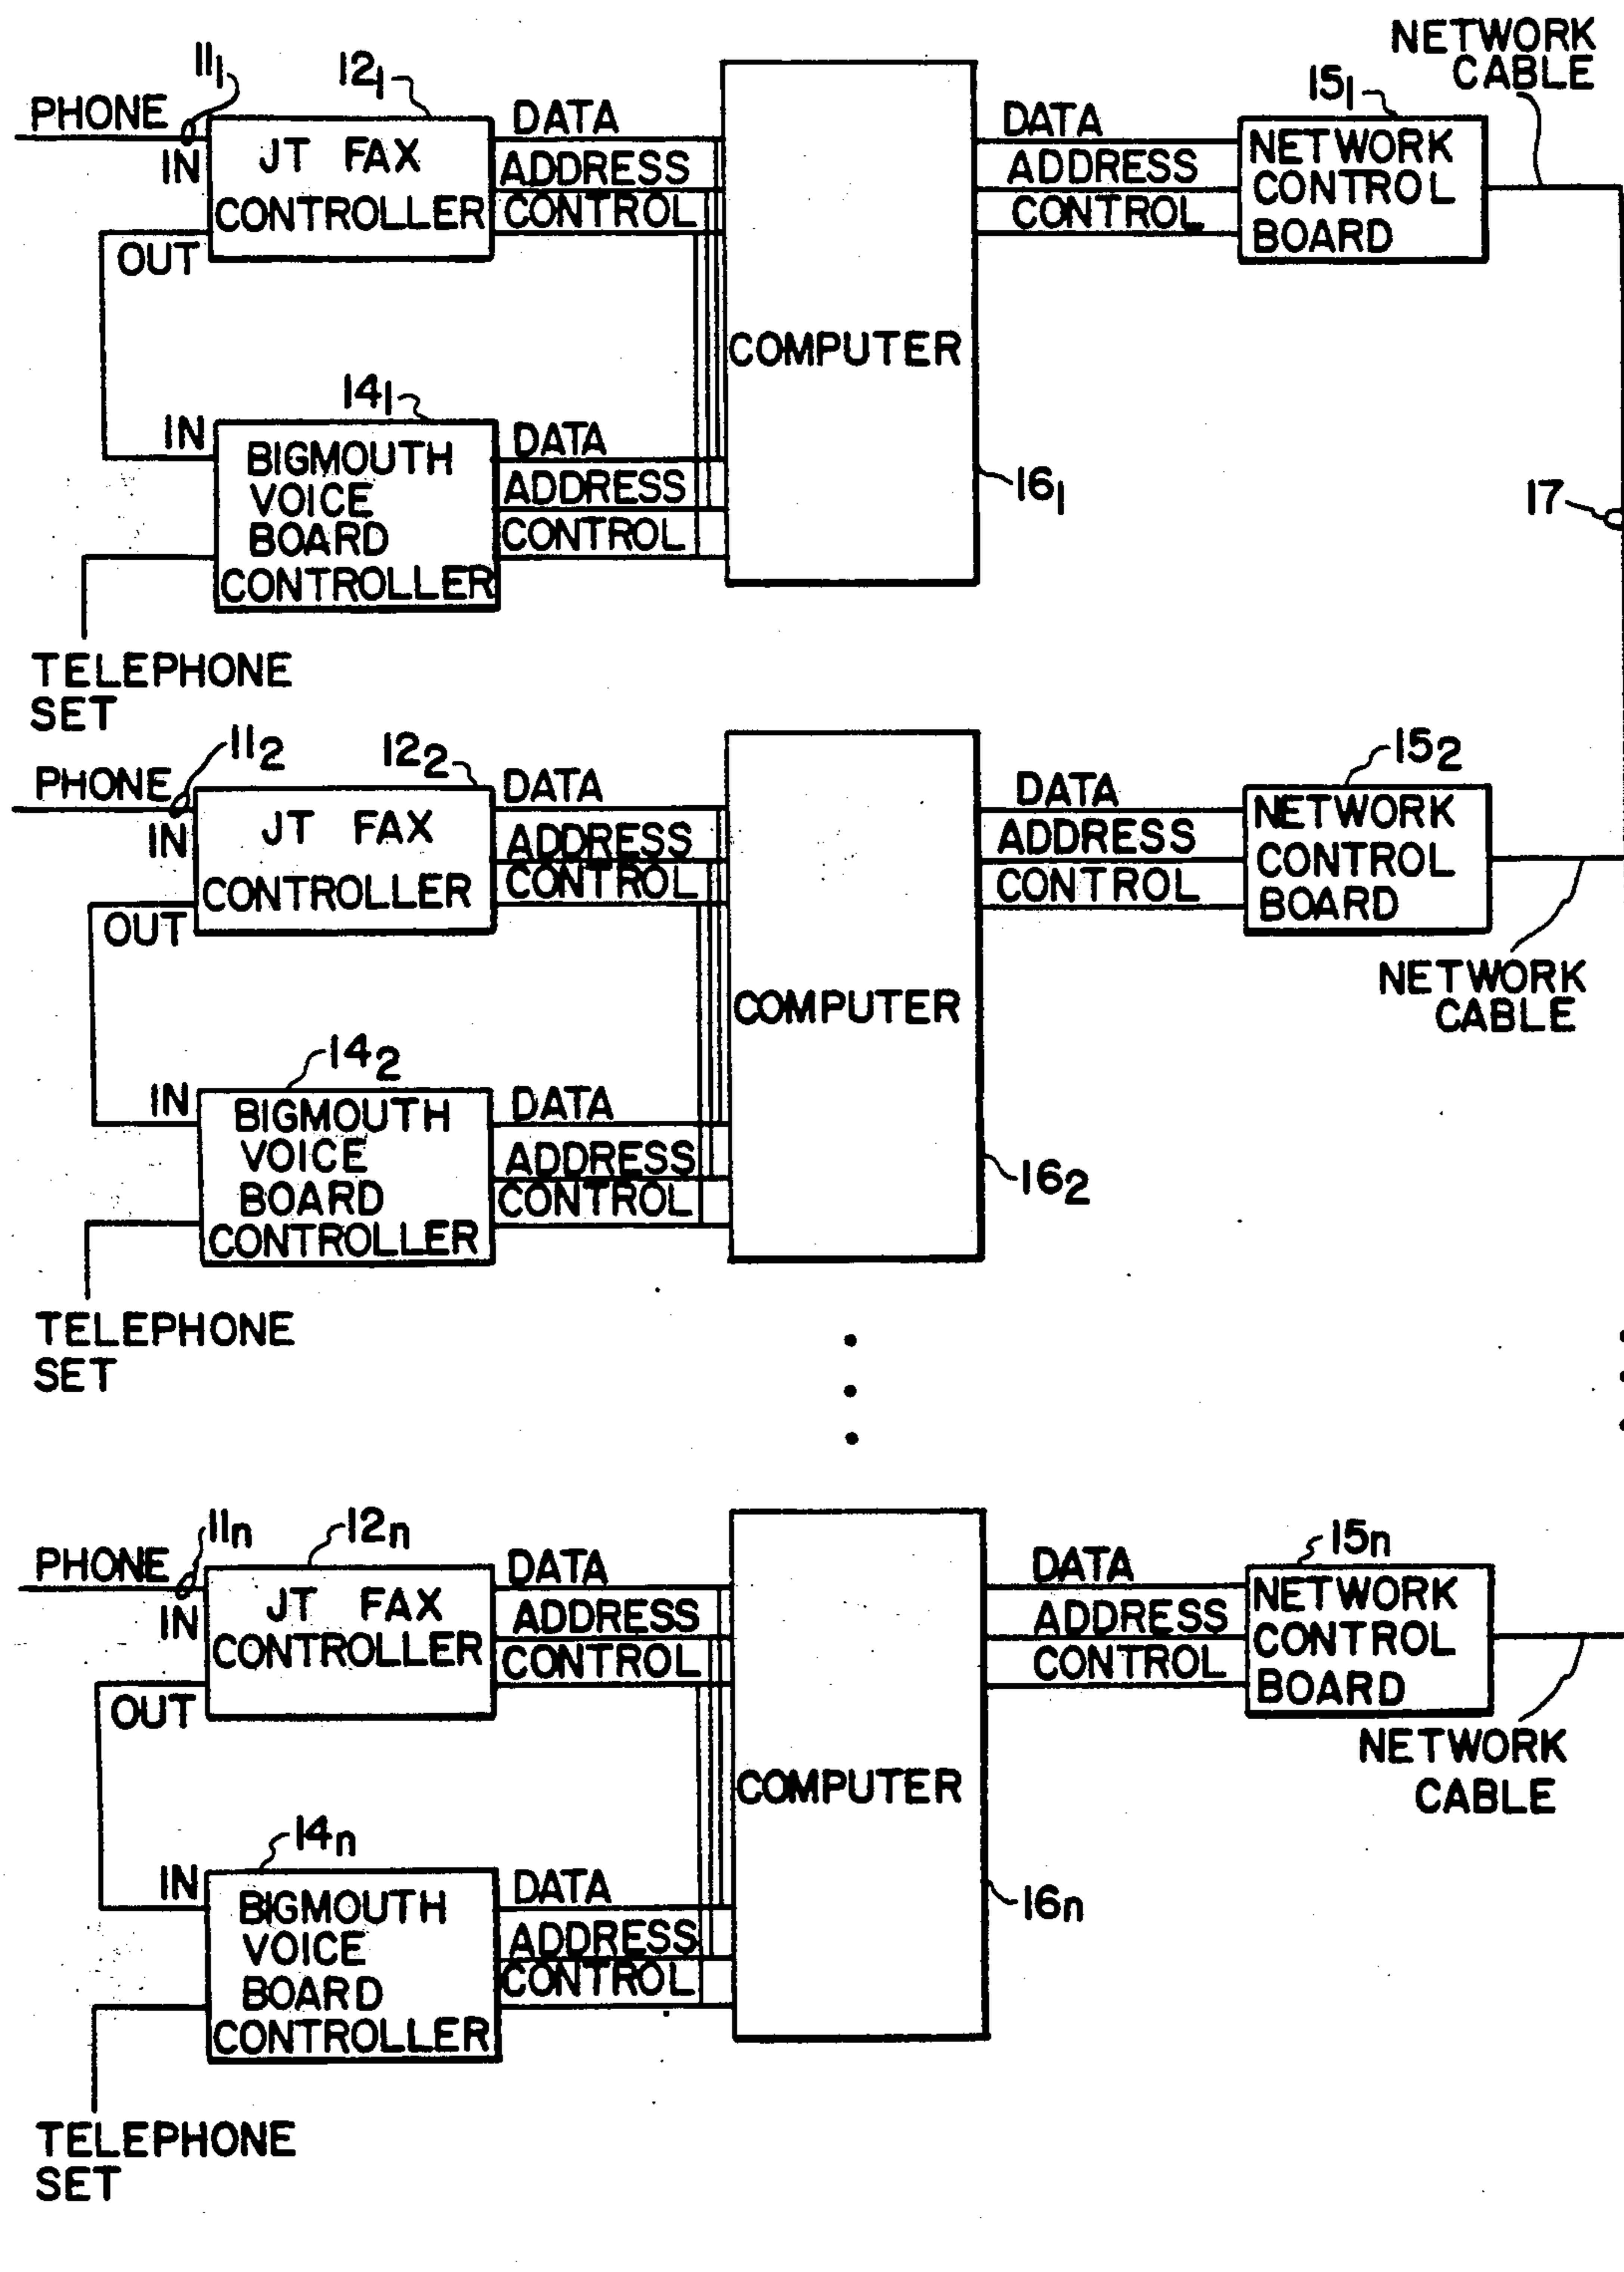 NETWORK
CABLE
11₁
12₁
15₁
PHONE
IN
JT FAX
CONTROLLER
OUT
DATA
ADDRESS
CONTROL
DATA
ADDRESS
CONTROL
NETWORK
CONTROL
BOARD
COMPUTER
14₁
IN
BIGMOUTH
VOICE
BOARD
CONTROLLER
DATA
ADDRESS
CONTROL
16₁
17
TELEPHONE
SET
11₂
12₂
15₂
PHONE
IN
JT FAX
CONTROLLER
OUT
DATA
ADDRESS
CONTROL
DATA
ADDRESS
CONTROL
NETWORK
CONTROL
BOARD
NETWORK
CABLE
COMPUTER
14₂
IN
BIGMOUTH
VOICE
BOARD
CONTROLLER
DATA
ADDRESS
CONTROL
16₂
TELEPHONE
SET
11n
12n
15n
PHONE
IN
JT FAX
CONTROLLER
OUT
DATA
ADDRESS
CONTROL
DATA
ADDRESS
CONTROL
NETWORK
CONTROL
BOARD
NETWORK
CABLE
COMPUTER
14n
IN
BIGMOUTH
VOICE
BOARD
CONTROLLER
DATA
ADDRESS
CONTROL
16n
TELEPHONE
SET